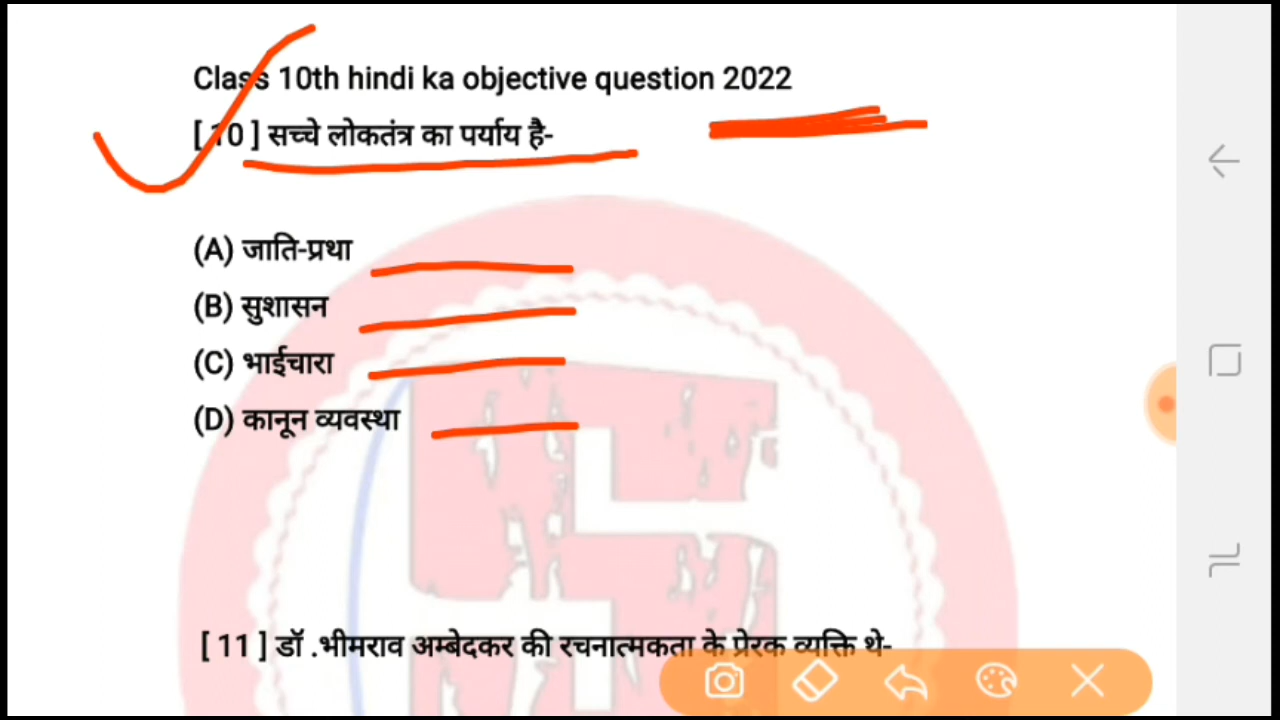 Class 10th hindi ka objective question 2022
[ 10 ] सच्चे लोकतंत्र का पर्याय है-
(A) जाति-प्रथा
(B) सुशासन
(C) भाईचारा
(D) कानून व्यवस्था
[ 11 ] डॉ .भीमराव अम्बेदकर की रचनात्मकता के प्रेरक व्यक्ति थे-